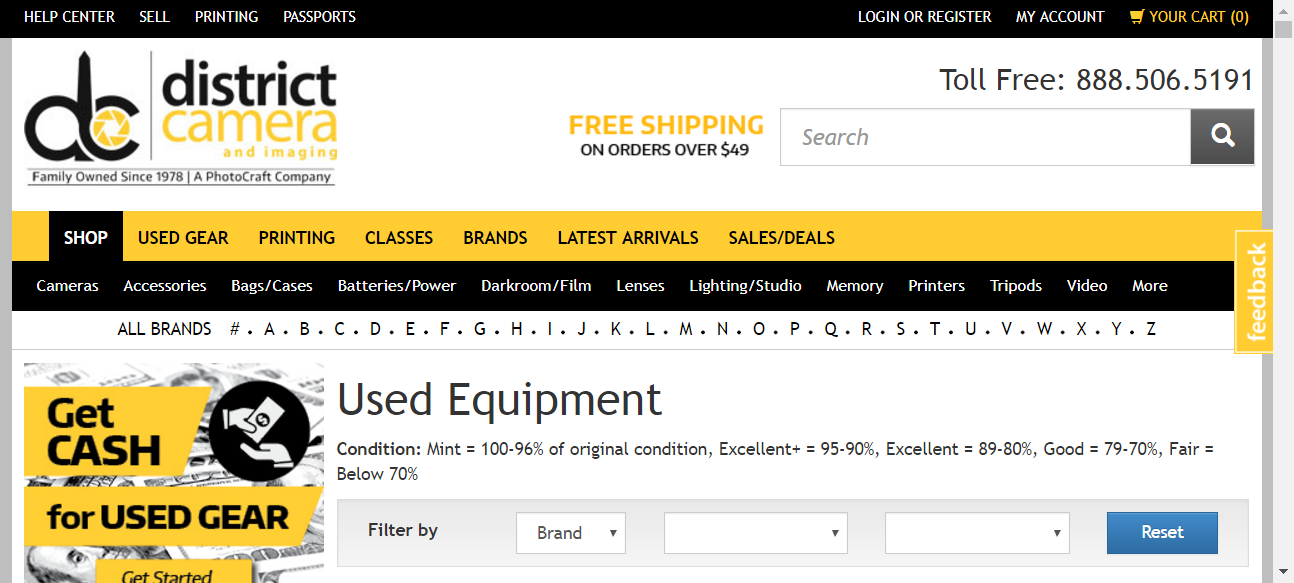 HELP CENTER SELL PRINTING PASSPORTS LOGIN OR REGISTER MY ACCOUNT YOUR CART (0)
district
camera
and imaging
Family Owned Since 1978 | A PhotoCraft Company
Toll Free: 888.506.5191
FREE SHIPPING
ON ORDERS OVER $49
Search
SHOP USED GEAR PRINTING CLASSES BRANDS LATEST ARRIVALS SALES/DEALS
feedback
Cameras Accessories Bags/Cases Batteries/Power Darkroom/Film Lenses Lighting/Studio Memory Printers Tripods Video More
ALL BRANDS # . A . B . C . D . E . F . G . H . I . J . K . L . M . N . O . P . Q . R . S . T . U . V . W . X . Y . Z
Get
CASH
for USED GEAR
Get Started
Used Equipment
Condition: Mint = 100-96% of original condition, Excellent+ = 95-90%, Excellent = 89-80%, Good = 79-70%, Fair =
Below 70%
Filter by Brand Reset